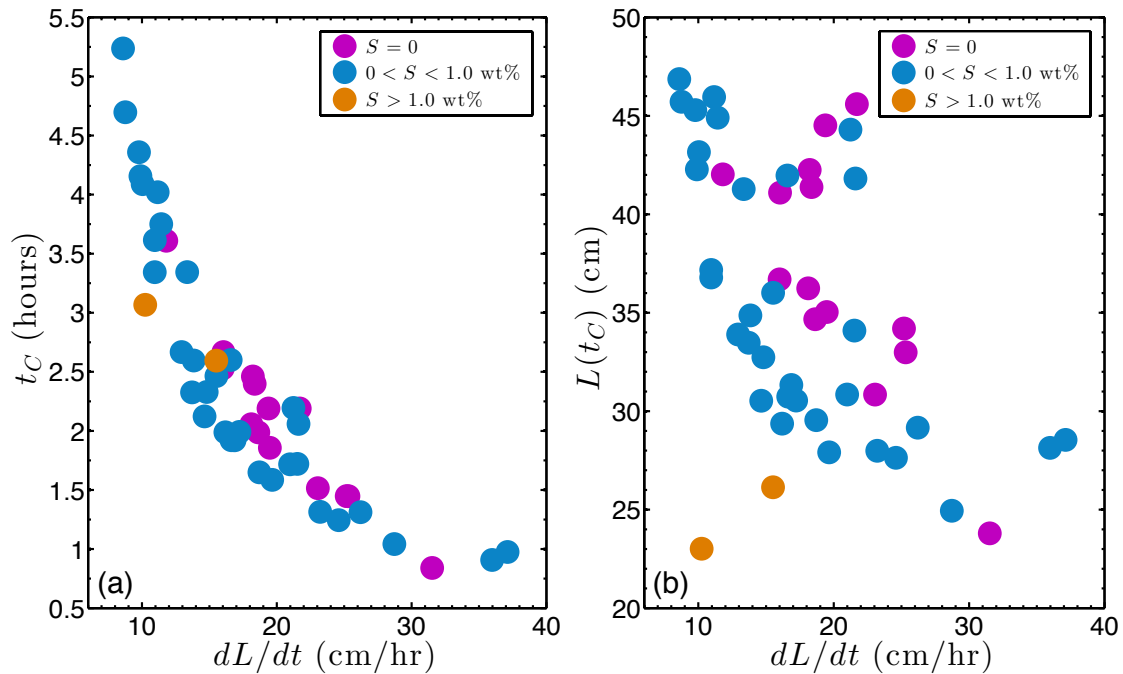 5.5
5
4.5
4
3.5
3
2.5
2
1.5
1
0.5
t_C (hours)
S = 0
0 < S < 1.0 wt%
S > 1.0 wt%
(a)
10
20
30
40
dL/dt (cm/hr)
50
45
40
35
30
25
20
L(t_C) (cm)
S = 0
0 < S < 1.0 wt%
S > 1.0 wt%
(b)
10
20
30
40
dL/dt (cm/hr)